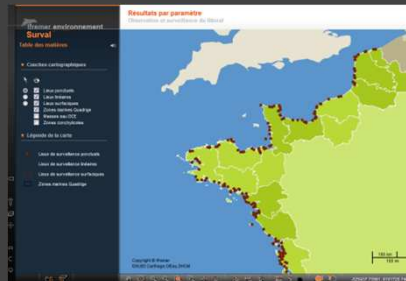 Ifremer environnement
Surval
Table des matières
Résultats par paramètre
Observation et surveillance du littoral
Couches cartographiques
Lieux ponctuels
Lieux linéaires
Lieux surfaciques
Zones marines Quadrige
Masses eau DCE
Zones conchylicoles
Légende de la carte
Lieux de surveillance ponctuels
Lieux de surveillance linéaires
Lieux de surveillance surfaciques
Zones marines Quadrige
Copyright © Ifremer
100 km